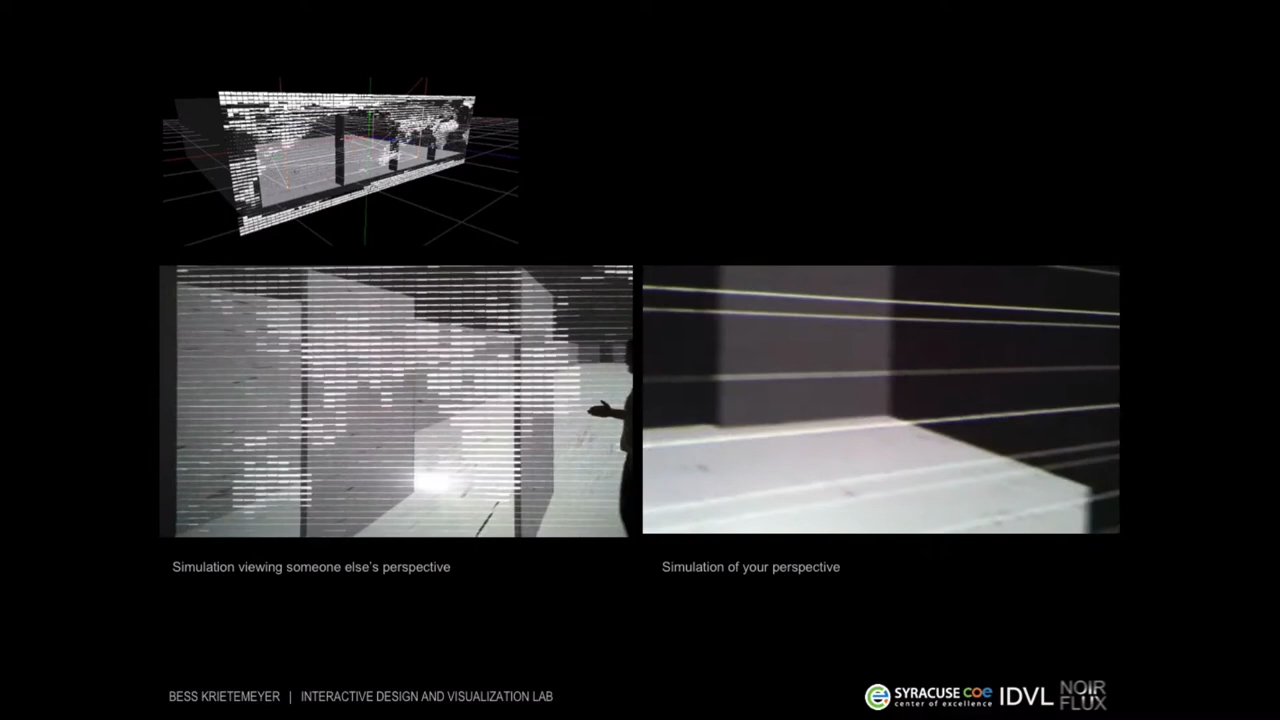 Simulation viewing someone else's perspective
Simulation of your perspective
BESS KRIETEMEYER | INTERACTIVE DESIGN AND VISUALIZATION LAB
SYRACUSE COE
center of excellence
IDVL
NOIR
FLUX